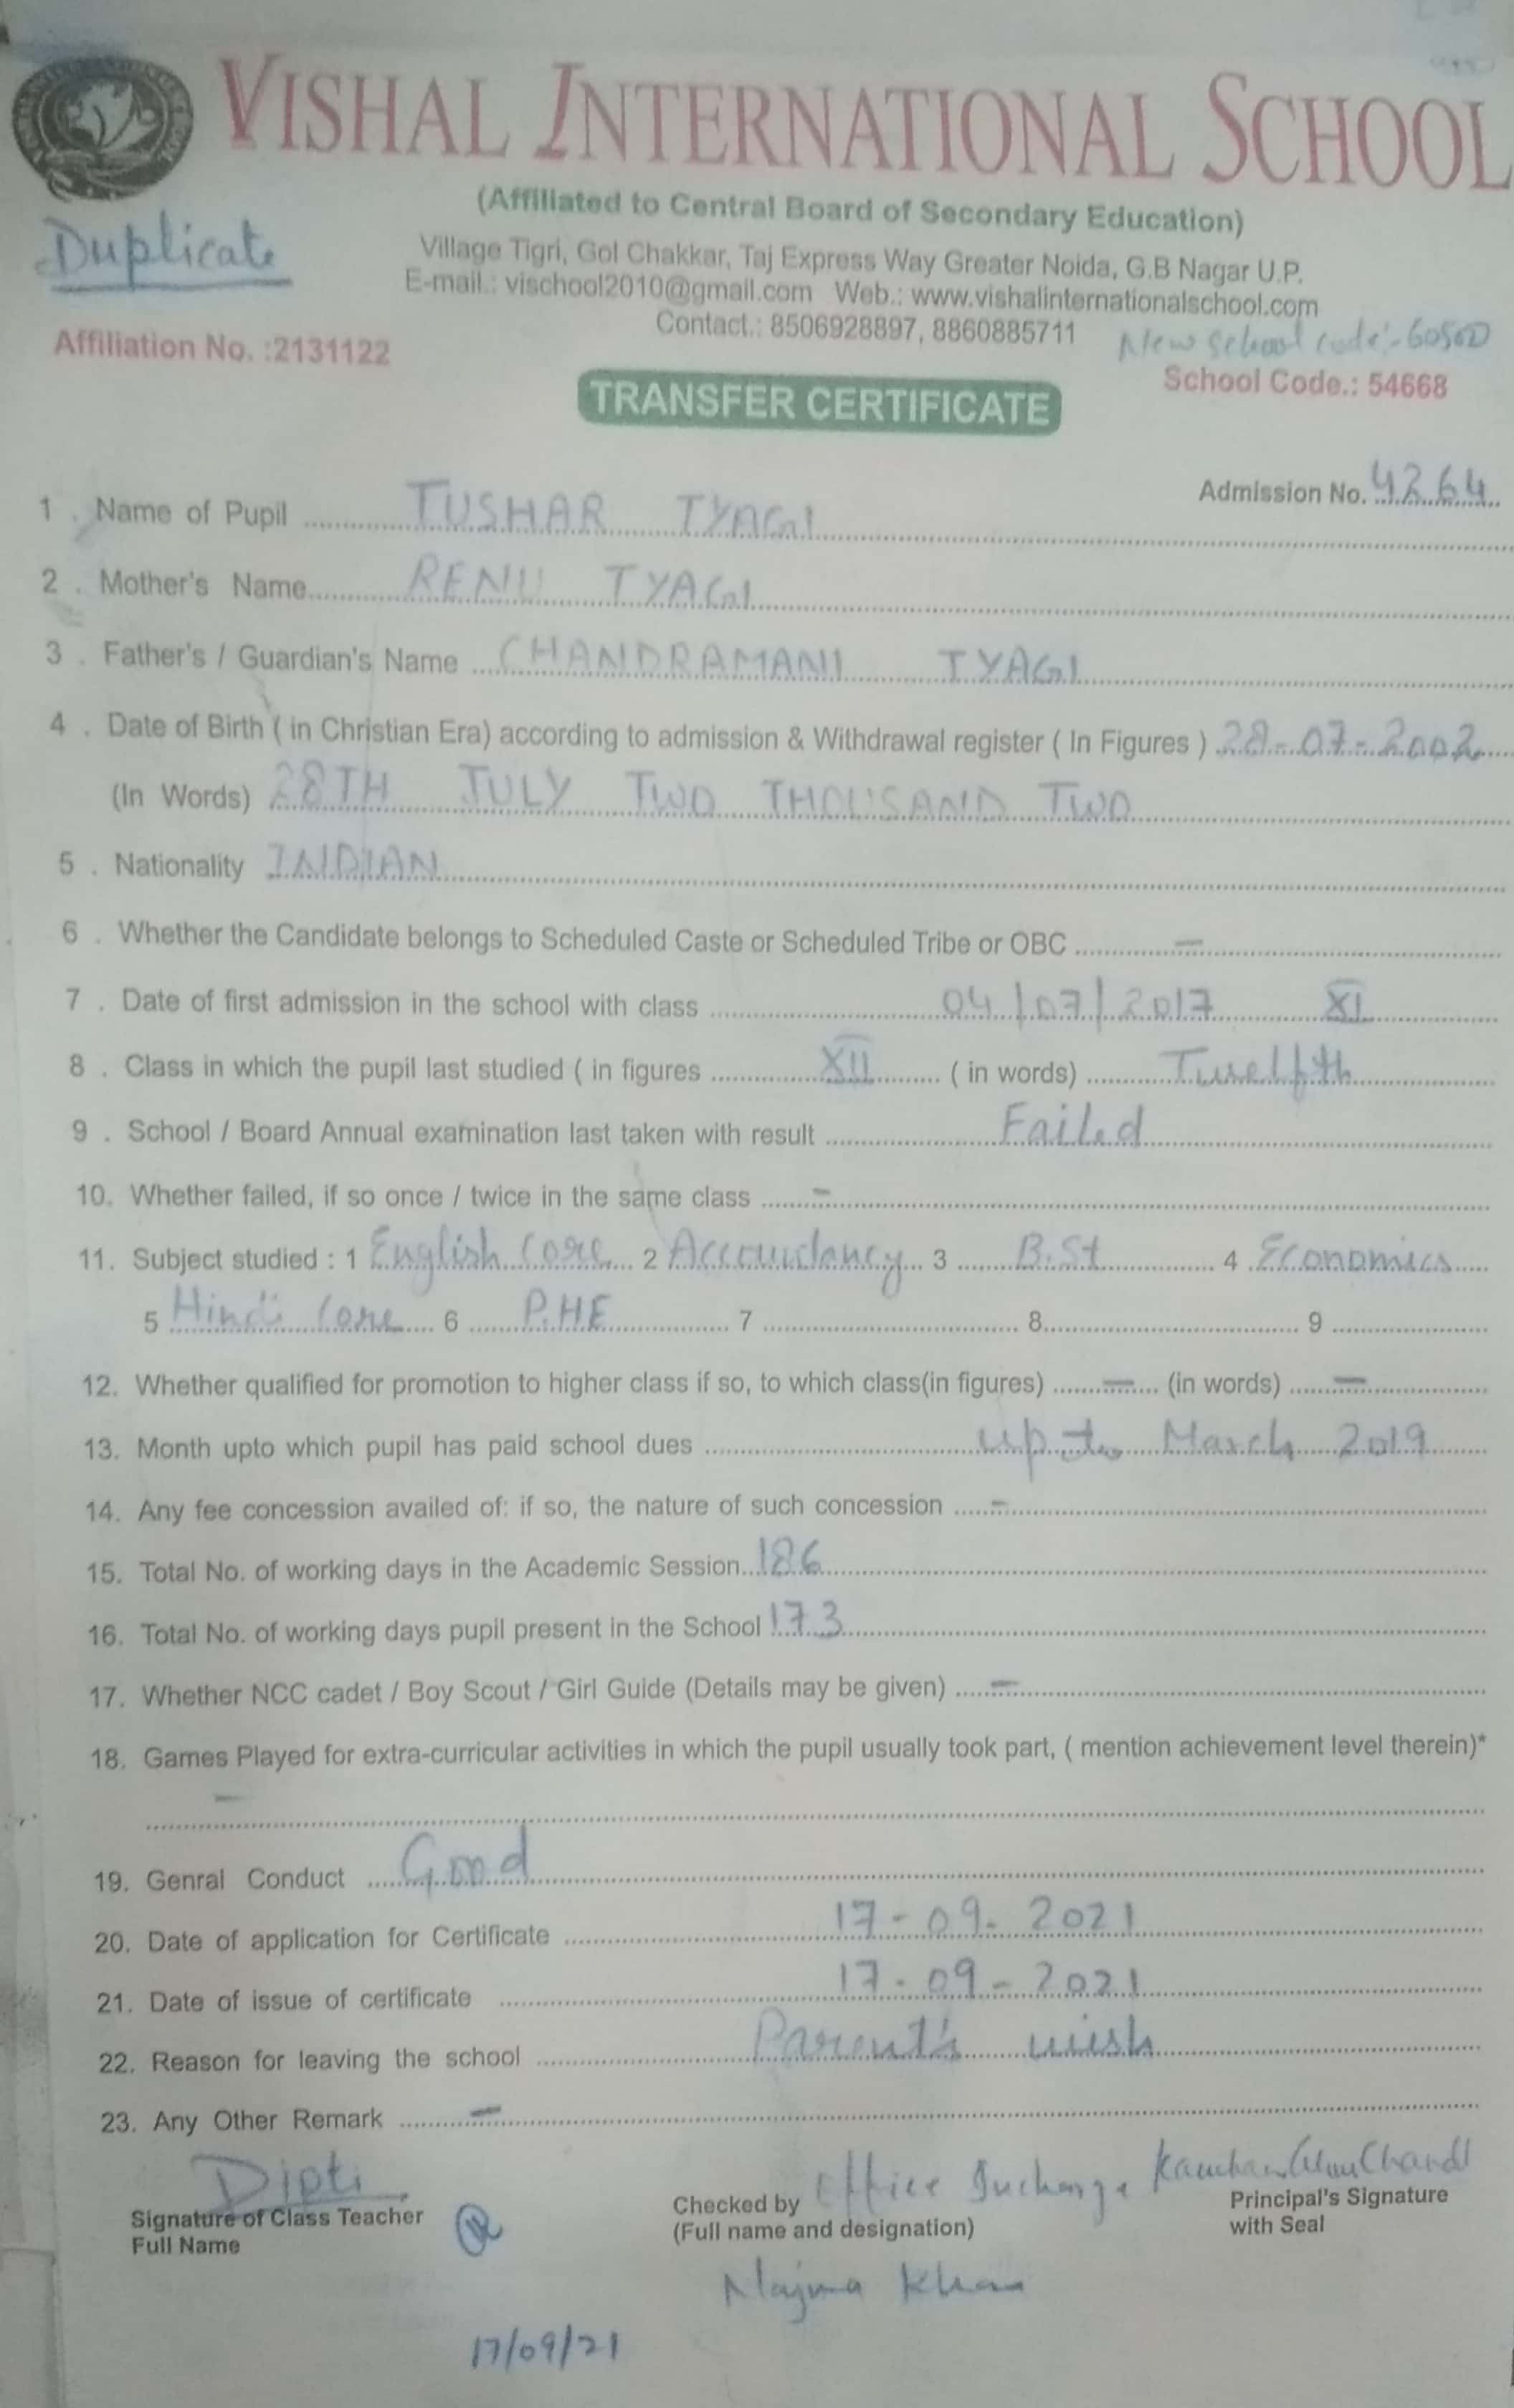 VISHAL INTERNATIONAL SCHOOL
(Affiliated to Central Board of Secondary Education)
Duplicate
Village Tigri, Gol Chakkar, Taj Express Way Greater Noida, G.B Nagar U.P.
E-mail.: vischool2010@gmail.com Web.: www.vishalinternationalschool.com
Contact.: 8506928897, 8860885711
New School code:-
Affiliation No. :2131122
School Code.: 54668
TRANSFER CERTIFICATE
Admission No. 4264
1 . Name of Pupil TUSHAR TYAGI
2 . Mother's Name RENU TYAGI
3 . Father's / Guardian's Name CHANDRAMANI TYAGI
4 . Date of Birth ( in Christian Era) according to admission & Withdrawal register ( In Figures ) 28-07-2002
(In Words) 28TH JULY TWO THOUSAND TWO
5 . Nationality INDIAN
6 . Whether the Candidate belongs to Scheduled Caste or Scheduled Tribe or OBC —
7 . Date of first admission in the school with class 04/07/2017 XI
8 . Class in which the pupil last studied ( in figures XII ( in words) Twelfth
9 . School / Board Annual examination last taken with result Failed
10. Whether failed, if so once / twice in the same class -
11. Subject studied : 1 English Core 2 Accountancy 3 B.St 4 Economics
5 Hindi Core 6 P.HE 7 8 9
12. Whether qualified for promotion to higher class if so, to which class(in figures) — (in words) —
13. Month upto which pupil has paid school dues up to March 2019
14. Any fee concession availed of: if so, the nature of such concession -
15. Total No. of working days in the Academic Session 186
16. Total No. of working days pupil present in the School 173
17. Whether NCC cadet / Boy Scout / Girl Guide (Details may be given) —
18. Games Played for extra-curricular activities in which the pupil usually took part, ( mention achievement level therein)*
—
19. Genral Conduct Good
20. Date of application for Certificate 17-09-2021
21. Date of issue of certificate 17-09-2021
22. Reason for leaving the school Parent's wish
23. Any Other Remark —
Dipti
Signature of Class Teacher
Full Name
Checked by Office Incharge
(Full name and designation)
Najma Khan
Chand
Principal's Signature
with Seal
17/09/21